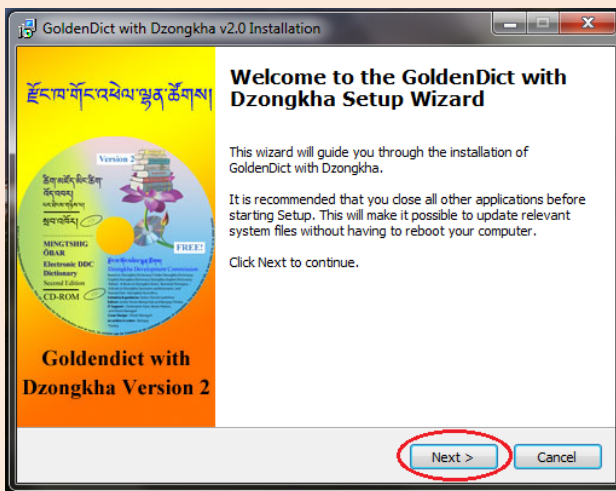 GoldenDict with Dzongkha v2.0 Installation
རྫོང་ཁ་གོང་འཕེལ་ལྷན་ཚོགས།
Version 2
FREE!
MINGTSHIG
ÖBAR
Electronic DDC
Dictionary
Second Edition
CD-ROM
Dzongkha Development Commission
Goldendict with
Dzongkha Version 2
Welcome to the GoldenDict with
Dzongkha Setup Wizard
This wizard will guide you through the installation of
GoldenDict with Dzongkha.
It is recommended that you close all other applications before
starting Setup. This will make it possible to update relevant
system files without having to reboot your computer.
Click Next to continue.
Next >
Cancel